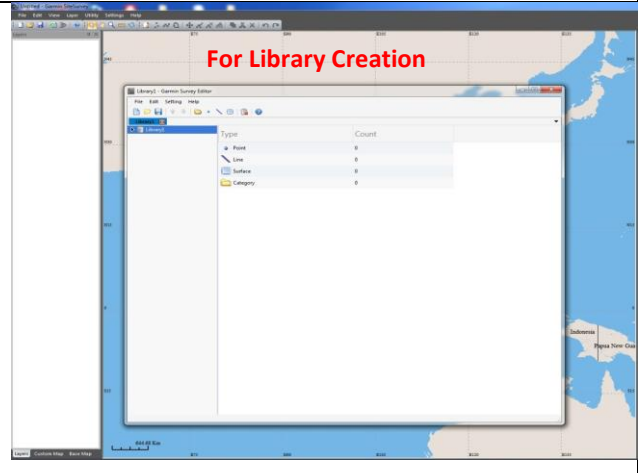 Untitled - Garmin SiteSurvey
File Edit View Layer Utility Settings Help
Layers
For Library Creation
Library1 - Garmin Survey Editor
File Edit Setting Help
Library1
Library1
Type Count
Point 0
Line 0
Surface 0
Category 0
Indonesia
Papua New Gui
Layers Custom Map Base Map